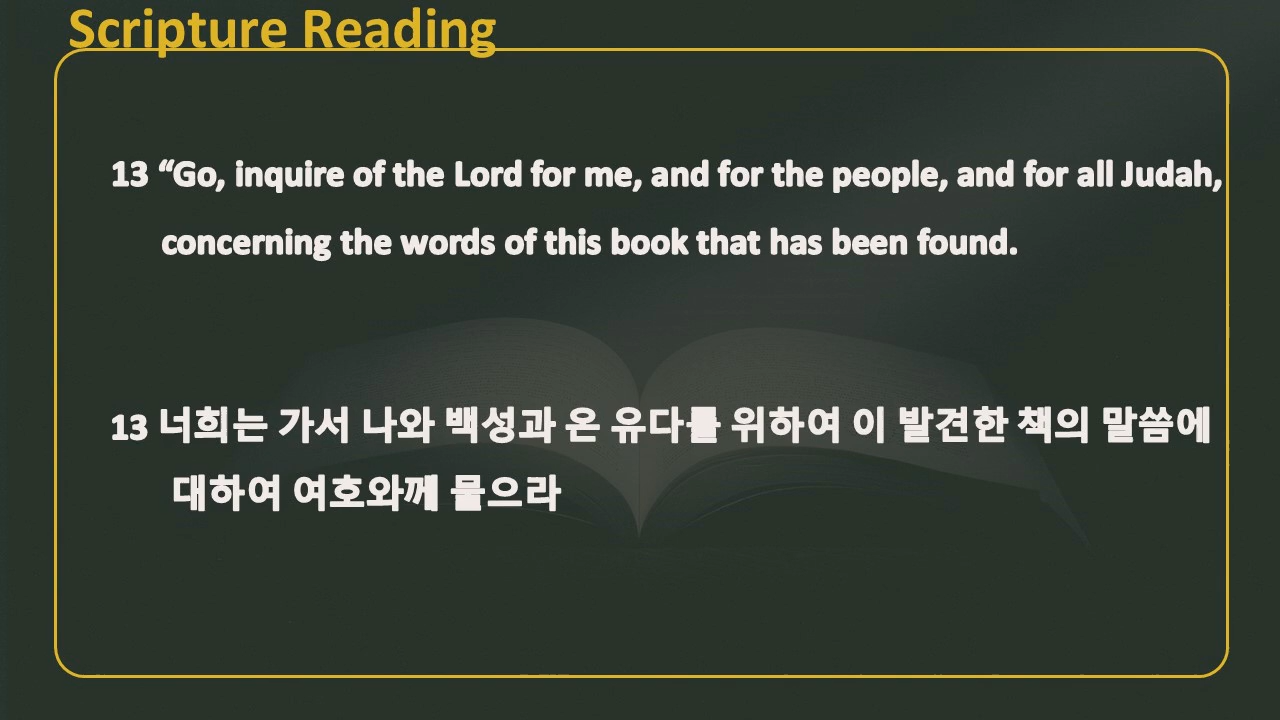 Scripture Reading
13 “Go, inquire of the Lord for me, and for the people, and for all Judah,
concerning the words of this book that has been found.
13 너희는 가서 나와 백성과 온 유다를 위하여 이 발견한 책의 말씀에
대하여 여호와께 물으라